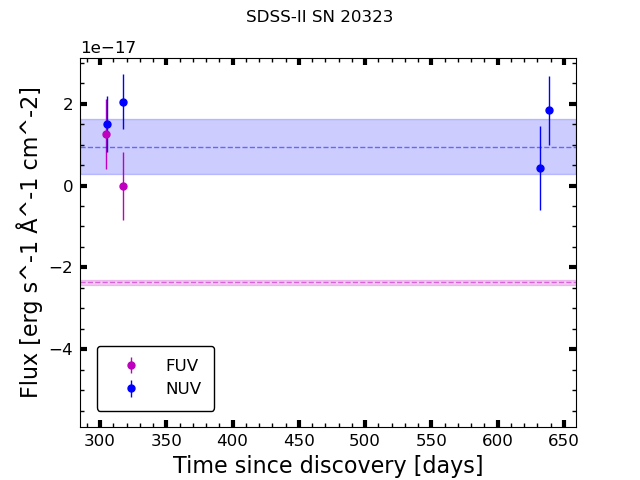 SDSS-II SN 20323
1e−17
Flux [erg s^-1 Å^-1 cm^-2]
2
0
−2
−4
FUV
NUV
300 350 400 450 500 550 600 650
Time since discovery [days]